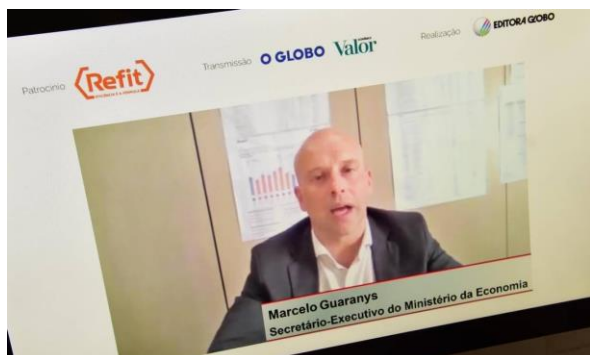 Patrocínio
Refit
Transmissão
O GLOBO
Valor
Realização
EDITORA GLOBO
Marcelo Guaranys
Secretário-Executivo do Ministério da Economia